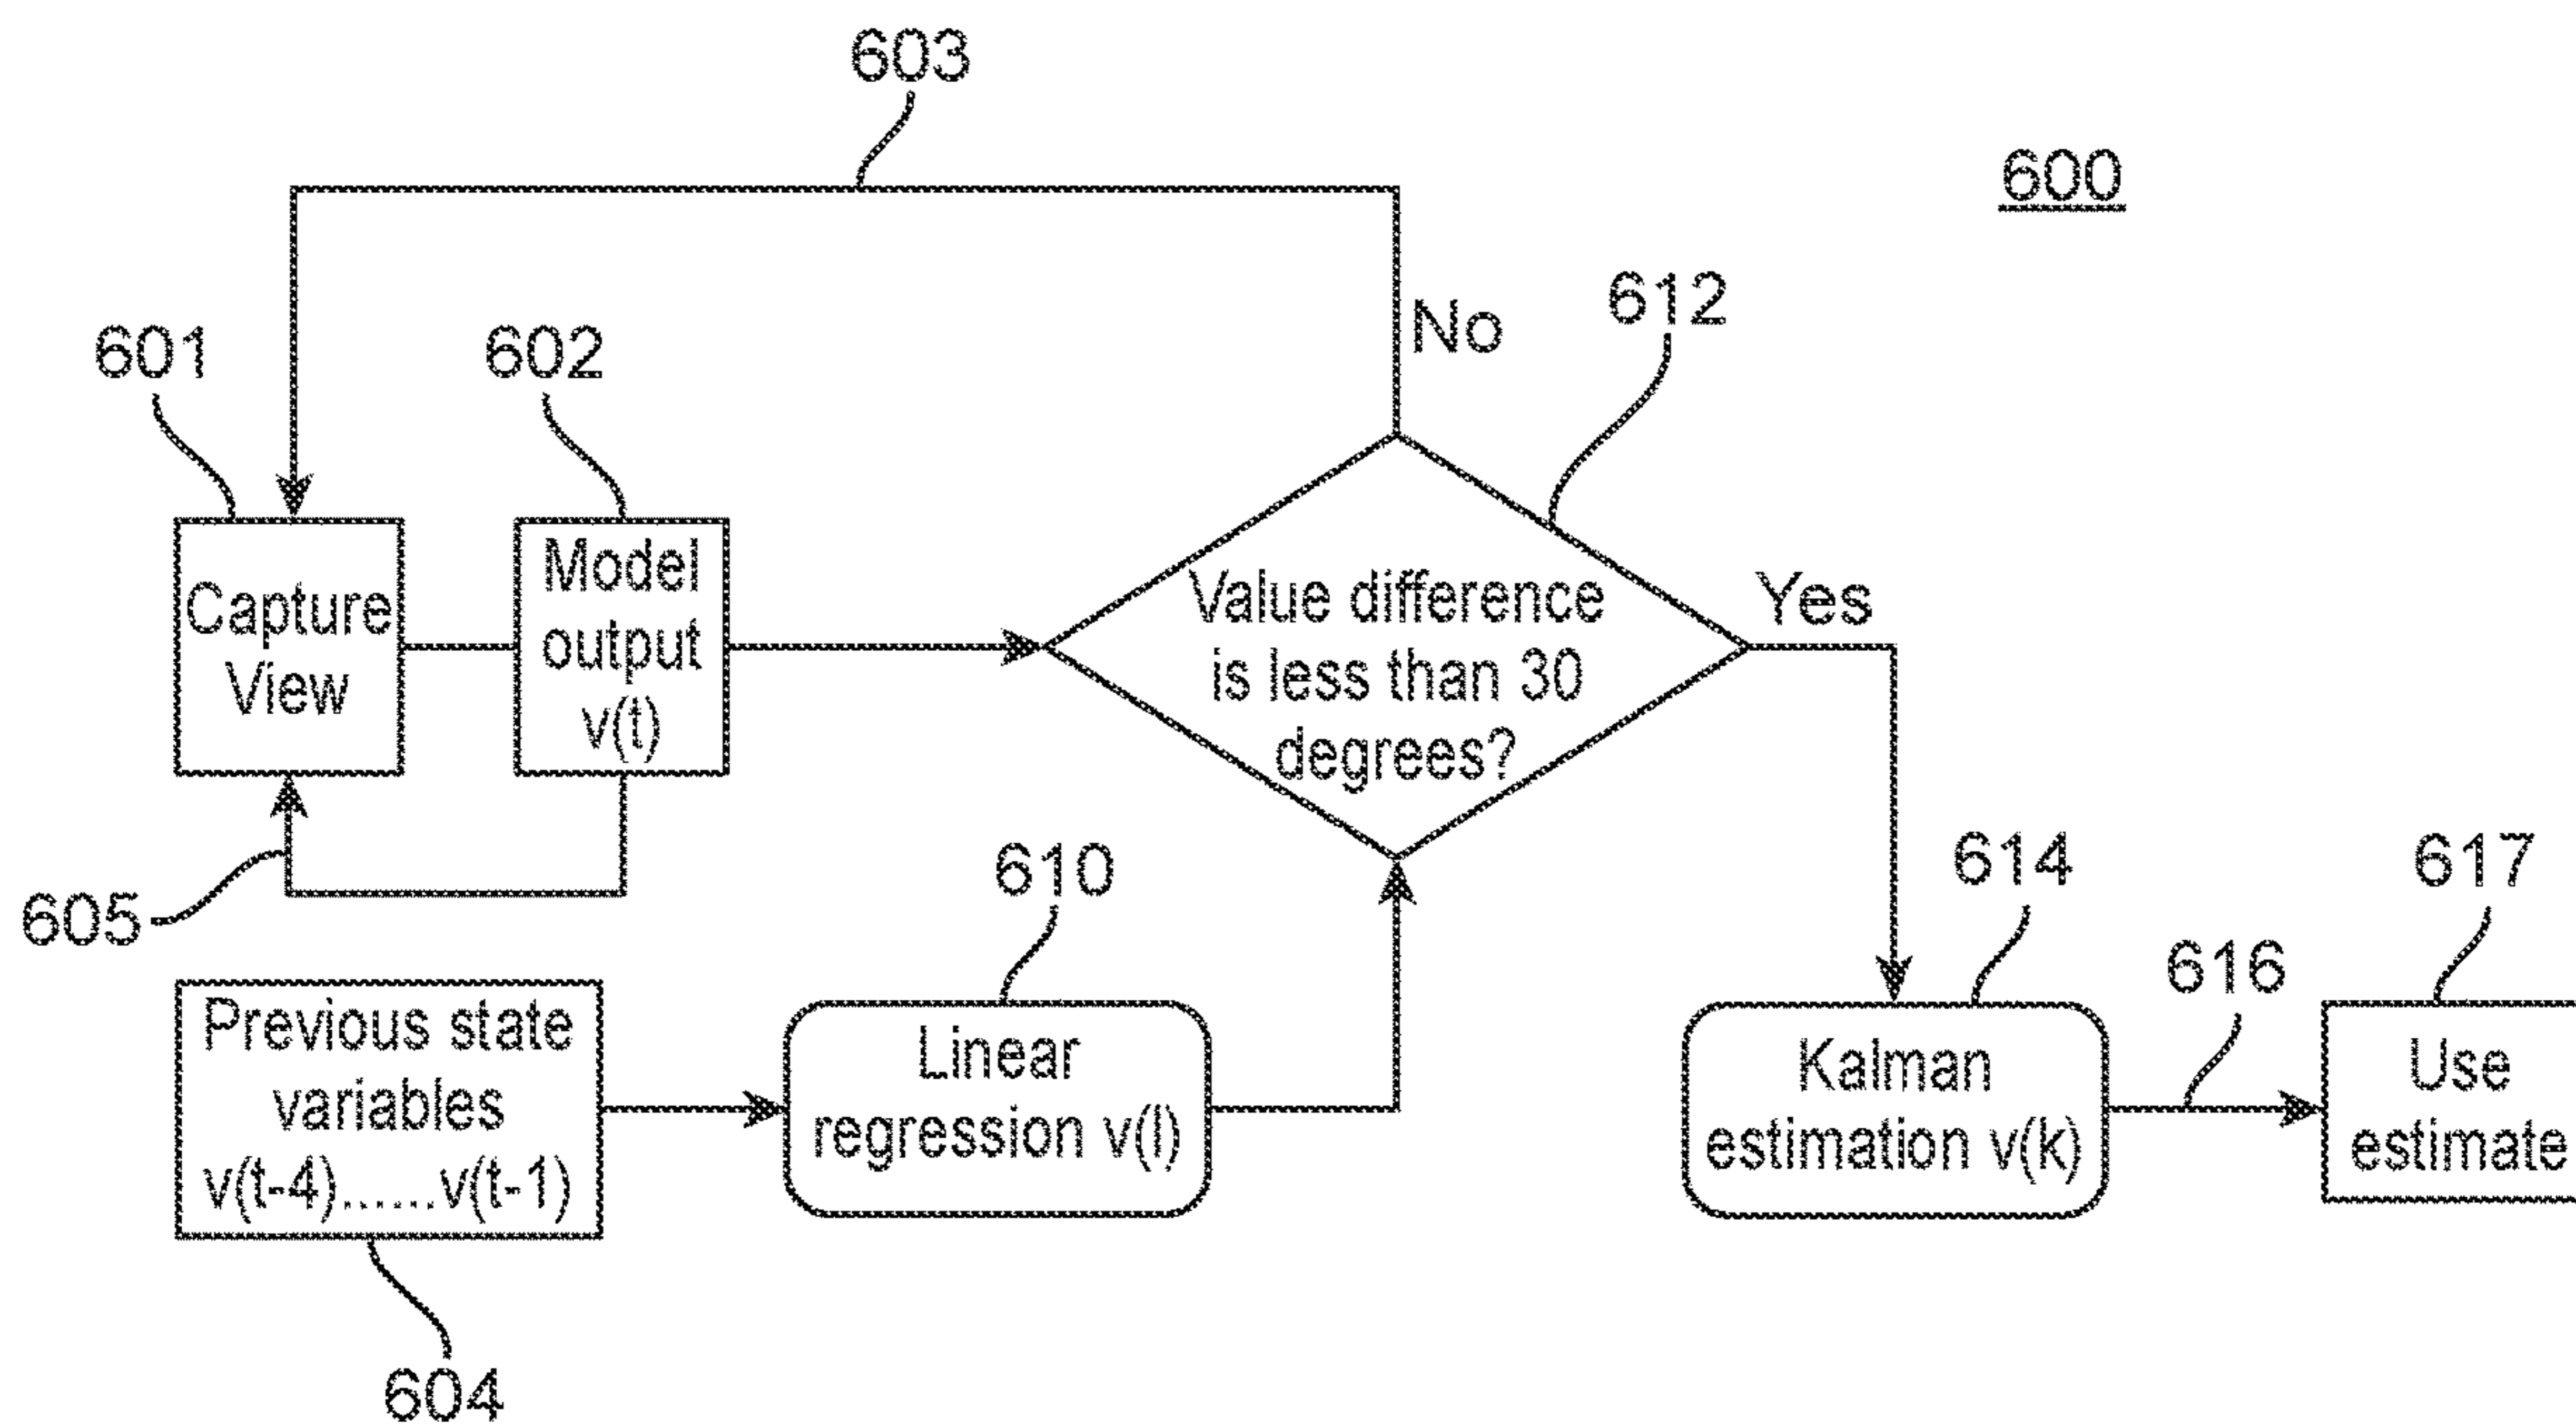 603
600
601
602
No
612
Capture
View
Model
output
v(t)
Value difference
is less than 30
degrees?
Yes
605
610
614
616
617
Previous state
variables
v(t-4)......v(t-1)
Linear
regression v(l)
Kalman
estimation v(k)
Use
estimate
604